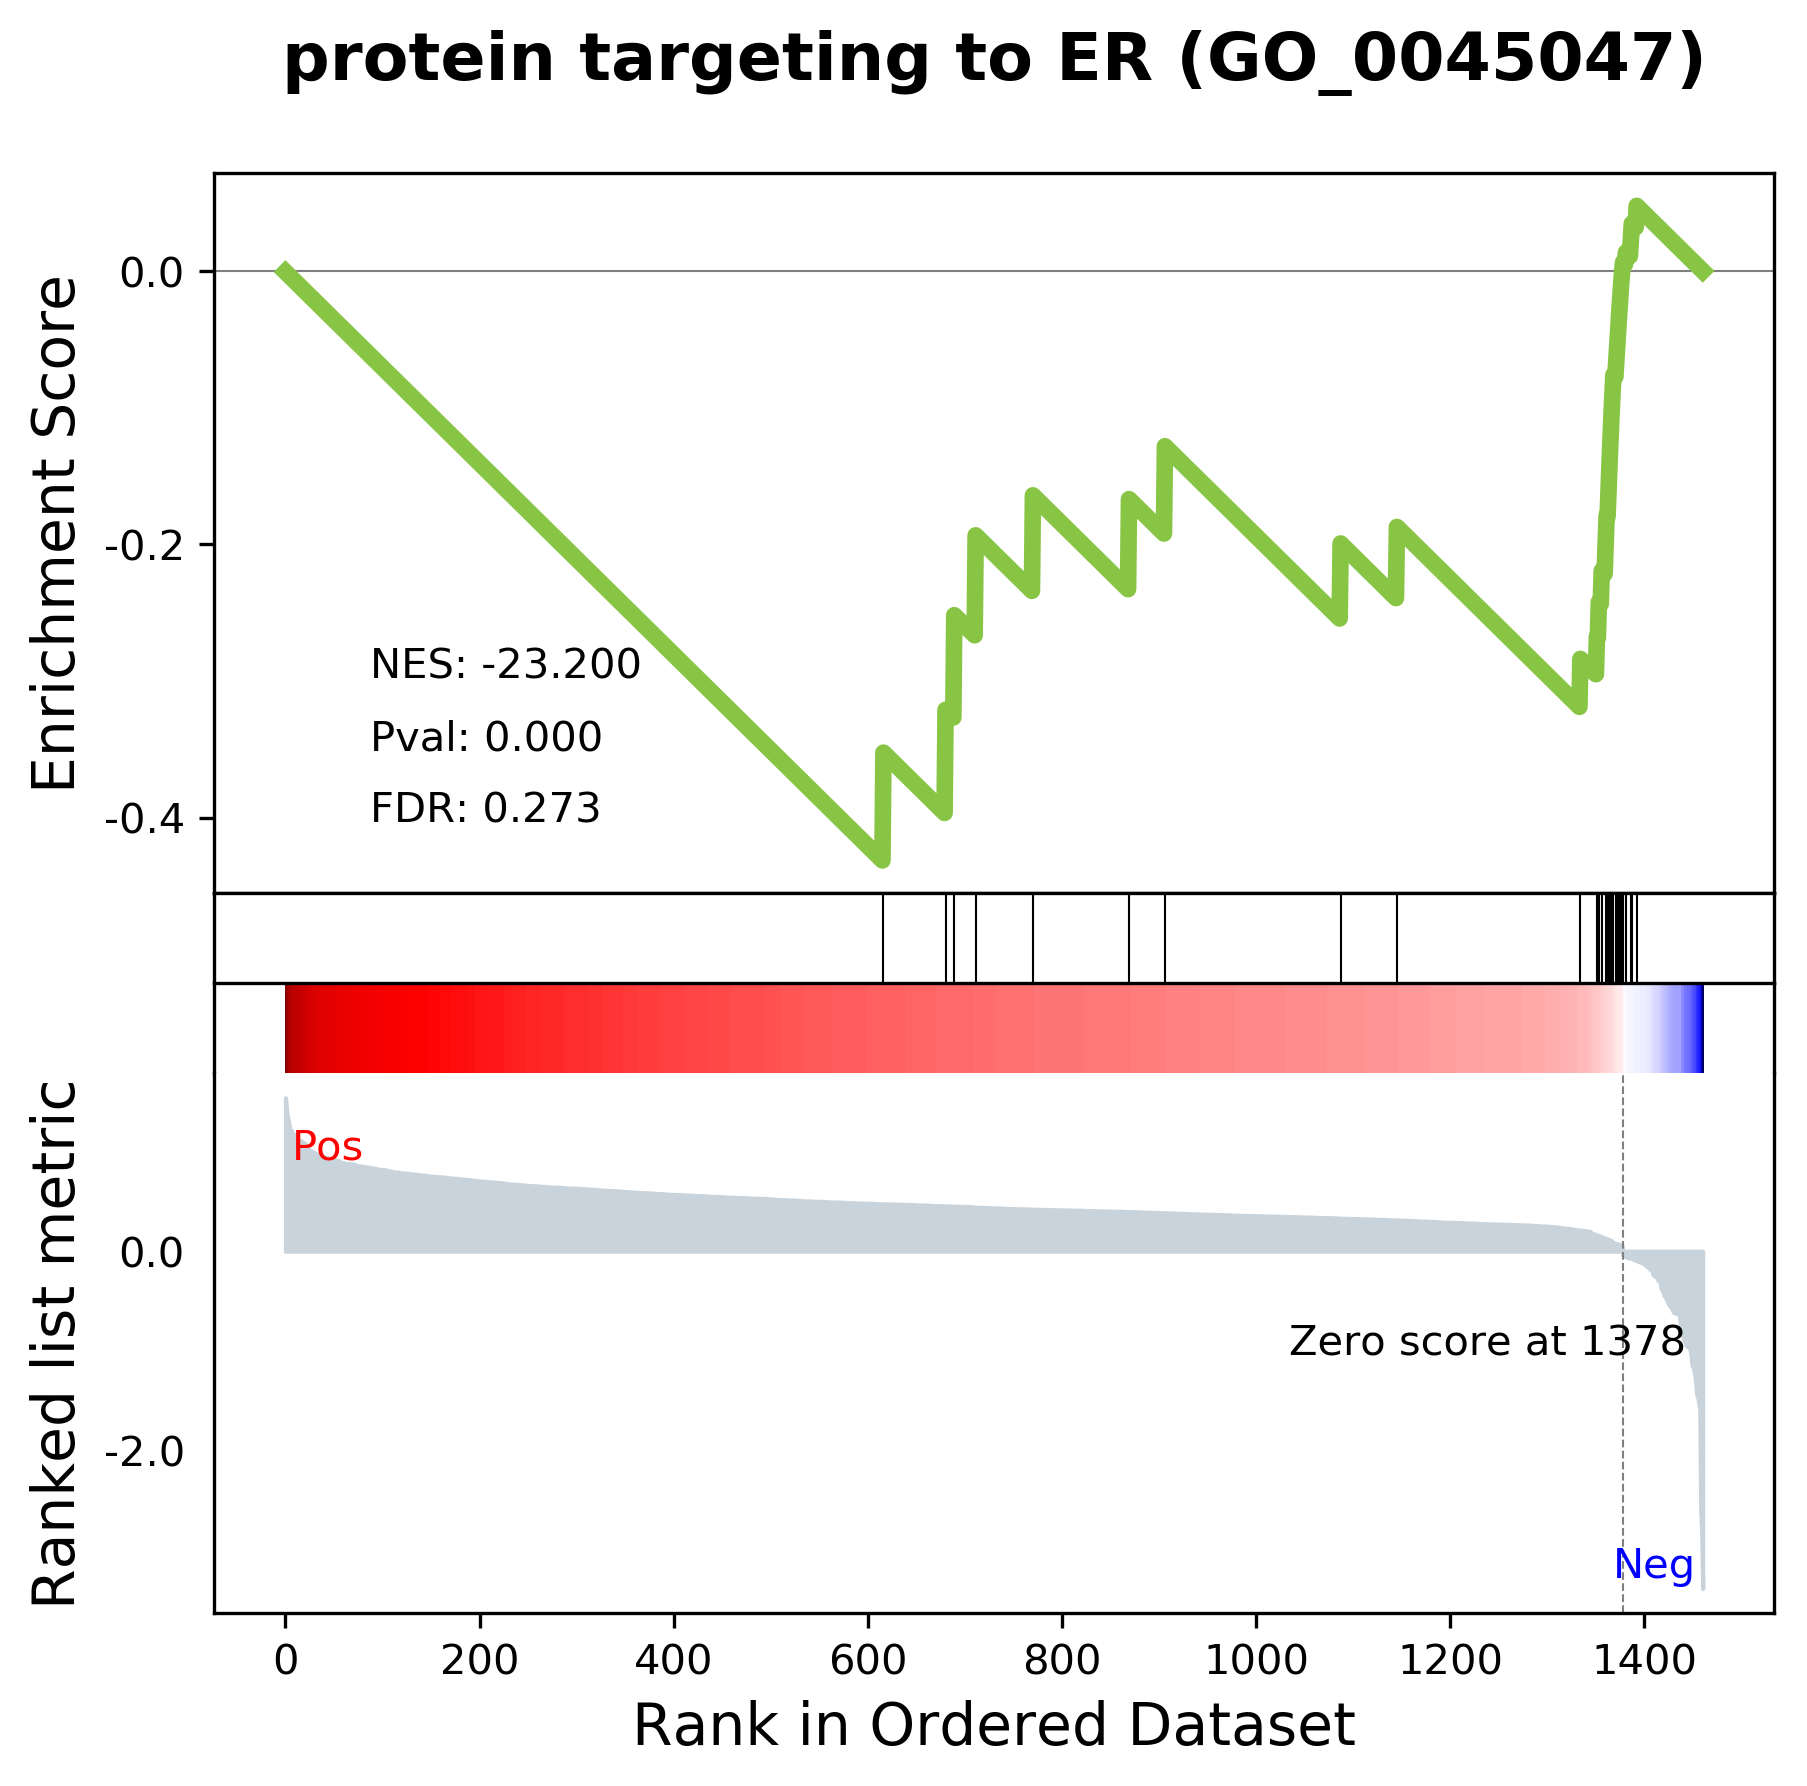 protein targeting to ER (GO_0045047)
Enrichment Score
0.0
-0.2
-0.4
NES: -23.200
Pval: 0.000
FDR: 0.273
Ranked list metric
Pos
0.0
Zero score at 1378
-2.0
Neg
0 200 400 600 800 1000 1200 1400
Rank in Ordered Dataset